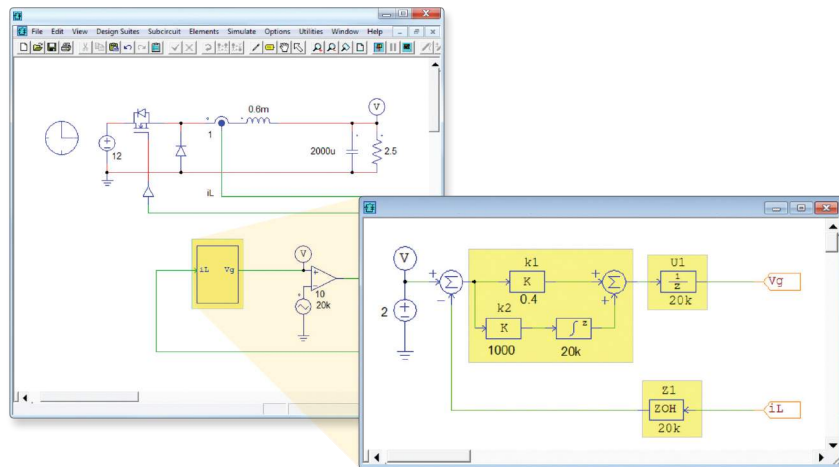 File Edit View Design Suites Subcircuit Elements Simulate Options Utilities Window Help
V
0.6m
1
12
2000u
2.5
iL
V
iL Vg
10
20k
V
2
k1
K
0.4
k2
K
1000
∫ z
20k
U1
1/z
20k
Vg
Z1
ZOH
20k
iL